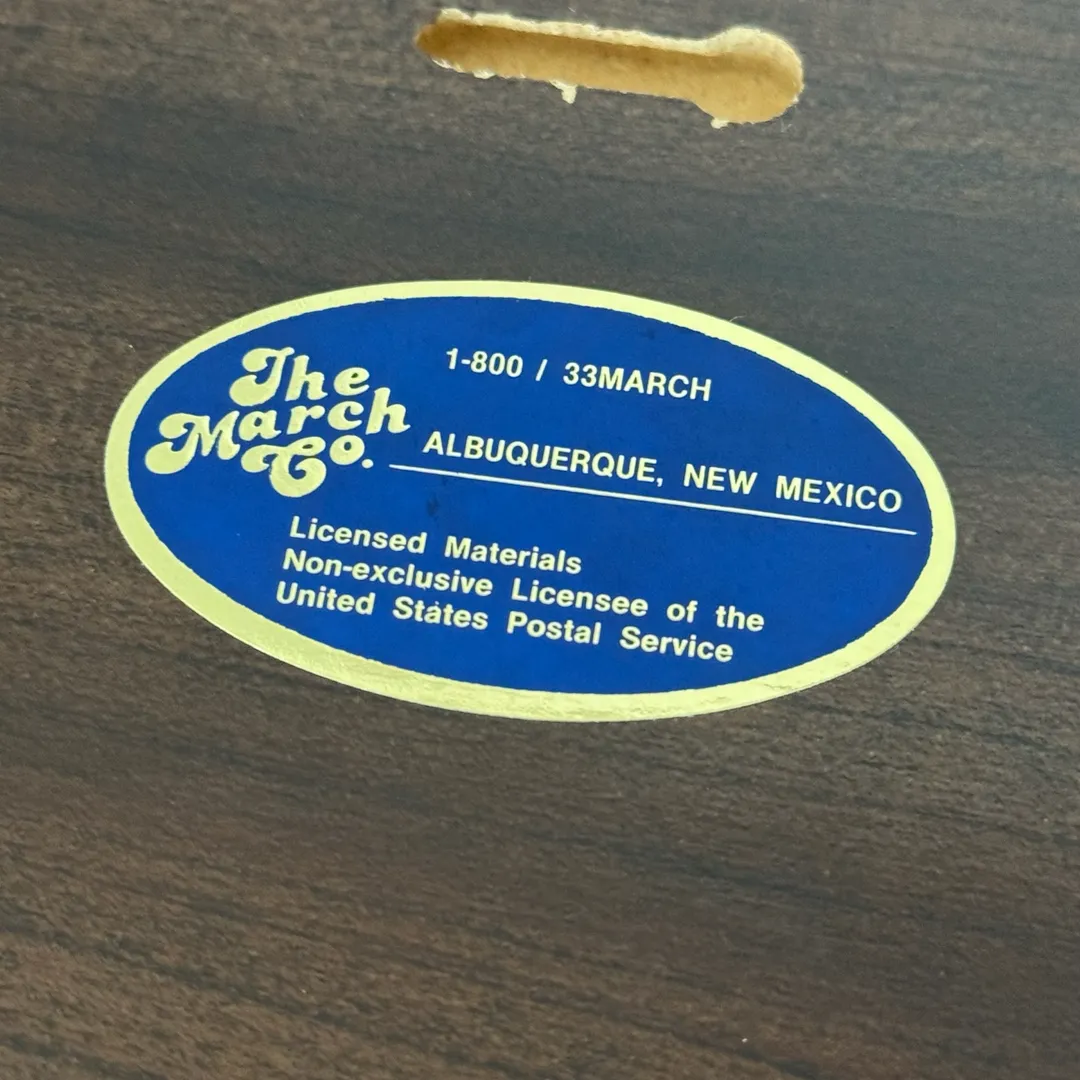 The
March
Co.
1-800 / 33MARCH
ALBUQUERQUE, NEW MEXICO
Licensed Materials
Non-exclusive Licensee of the
United States Postal Service